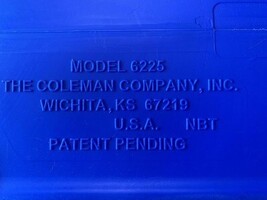 MODEL 6225
THE COLEMAN COMPANY, INC.
WICHITA, KS 67219
U.S.A. NBT
PATENT PENDING